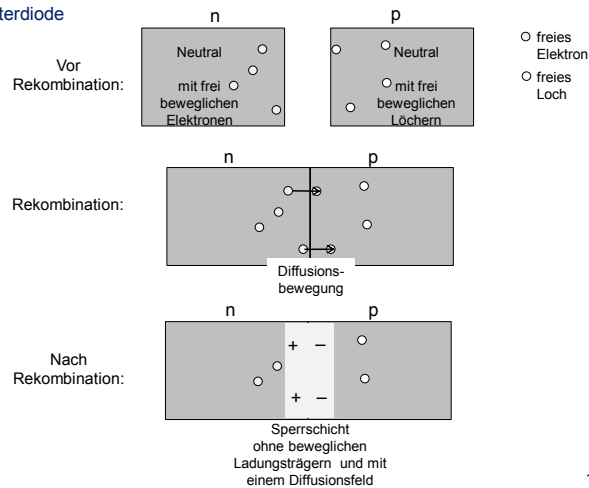 terdiode
n
p
freies
Elektron
freies
Loch
Vor
Rekombination:
Neutral
mit frei
beweglichen
Elektronen
Neutral
mit frei
beweglichen
Löchern
n
p
Rekombination:
Diffusions-
bewegung
n
p
Nach
Rekombination:
+ –
+ –
Sperrschicht
ohne beweglichen
Ladungsträgern und mit
einem Diffusionsfeld
1